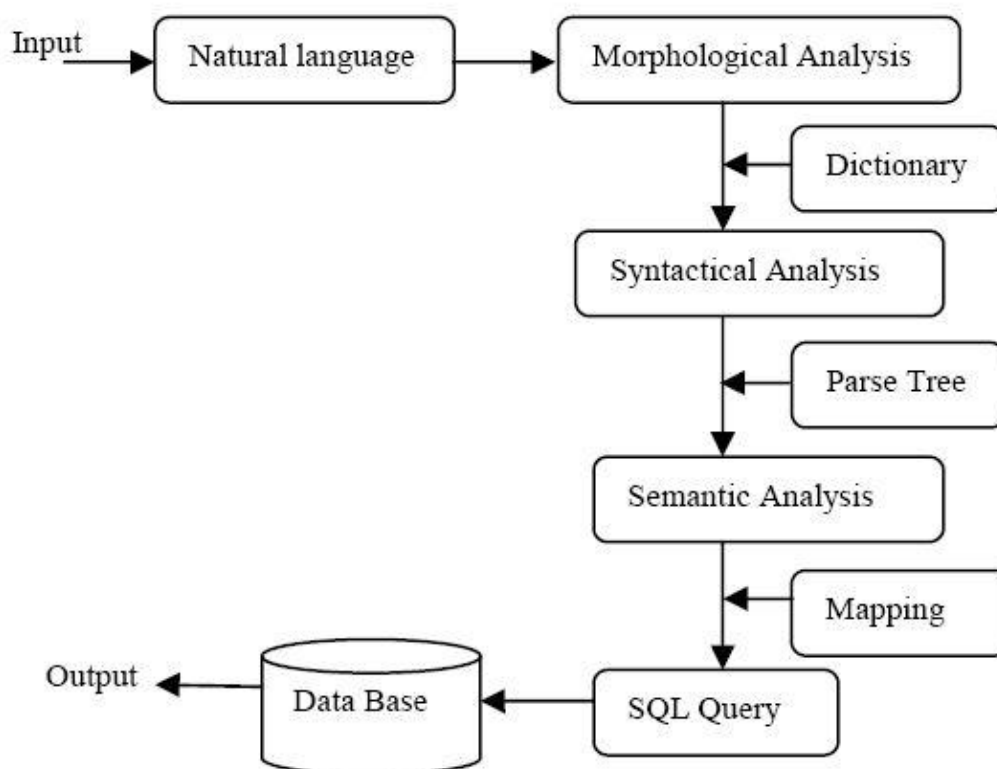 Input
Natural language
Morphological Analysis
Dictionary
Syntactical Analysis
Parse Tree
Semantic Analysis
Mapping
SQL Query
Data Base
Output